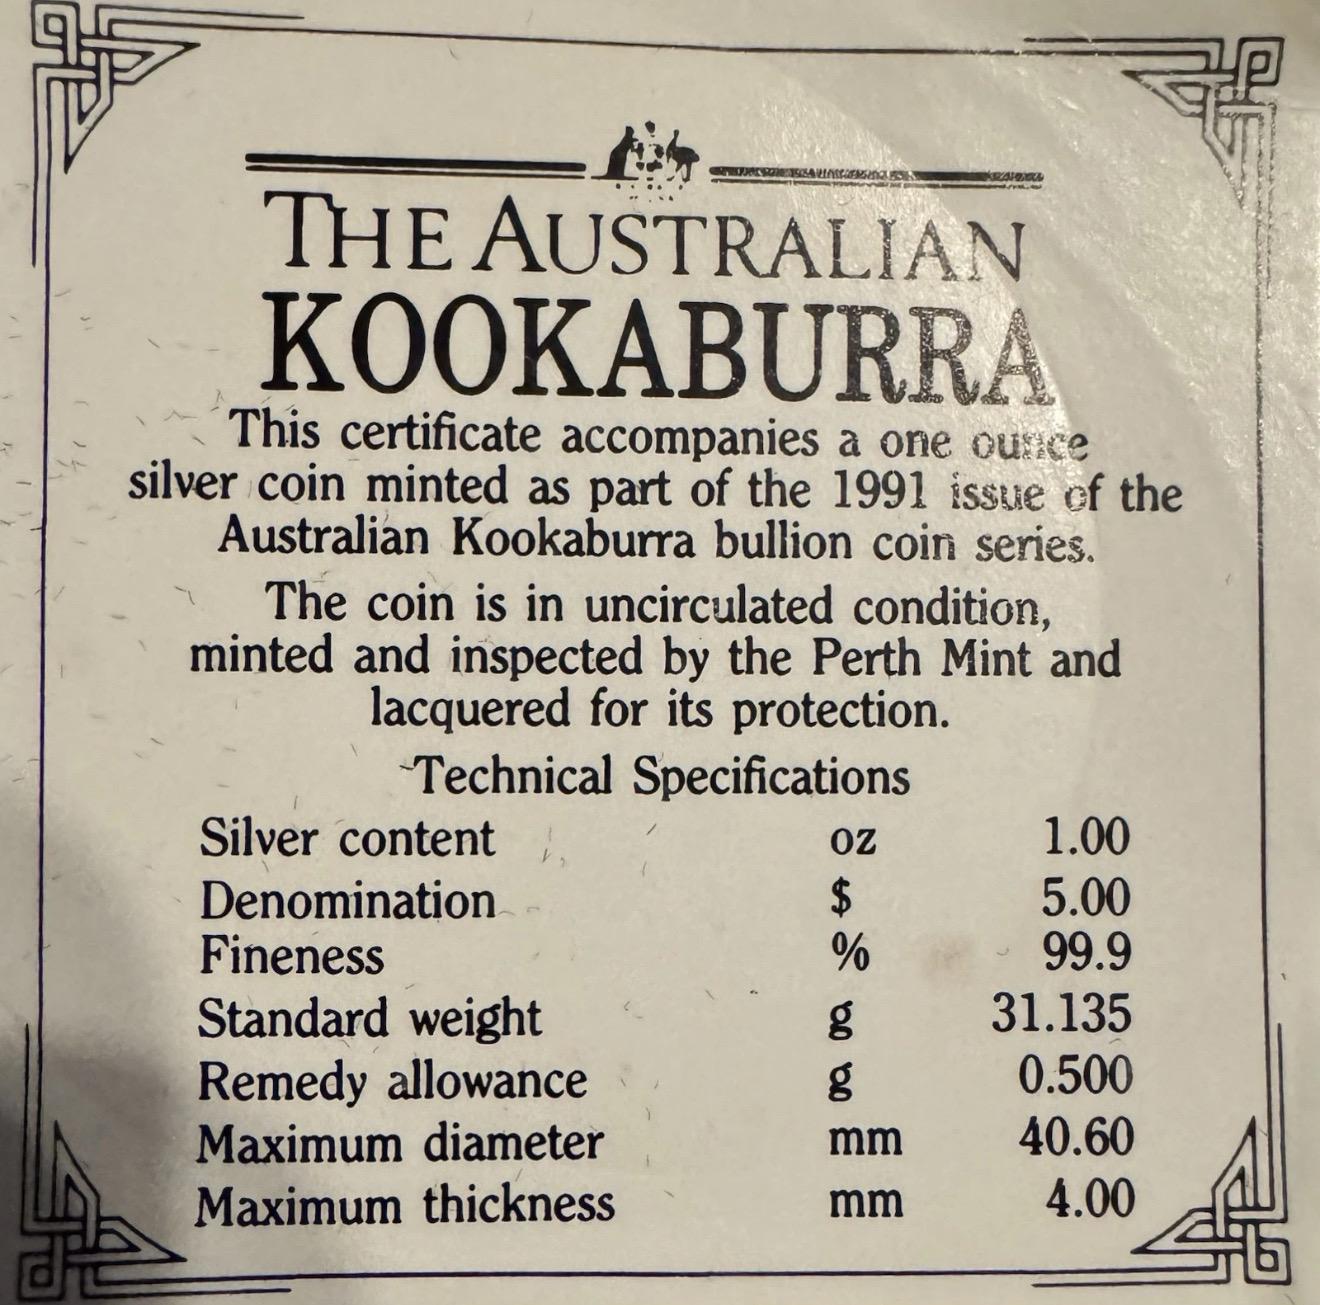 THE AUSTRALIAN
KOOKABURRA
This certificate accompanies a one ounce
silver coin minted as part of the 1991 issue of the
Australian Kookaburra bullion coin series.
The coin is in uncirculated condition,
minted and inspected by the Perth Mint and
lacquered for its protection.
Technical Specifications
Silver content oz 1.00
Denomination $ 5.00
Fineness % 99.9
Standard weight g 31.135
Remedy allowance g 0.500
Maximum diameter mm 40.60
Maximum thickness mm 4.00